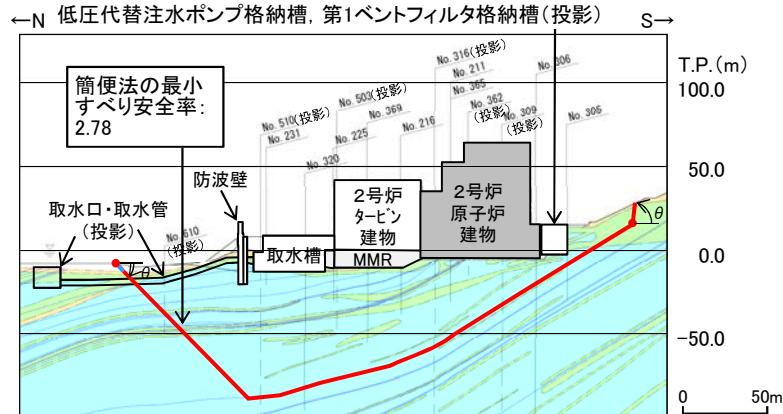 ←N 低圧代替注水ポンプ格納槽，第1ベントフィルタ格納槽(投影) S→
T.P.(m)
簡便法の最小
すべり安全率：
2.78
No. 316(投影)
No. 211
No. 365
No. 362
(投影)
No. 309
(投影)
No. 306
No. 305
No. 510(投影)
No. 231
No. 320
No. 503(投影)
No. 225
No. 369
No. 216
100.0
50.0
0.0
-50.0
防波壁
取水口・取水管
(投影)
No. 610
(投影)
2号炉
タービン
建物
2号炉
原子炉
建物
取水槽
MMR
θ
θ
0 50m